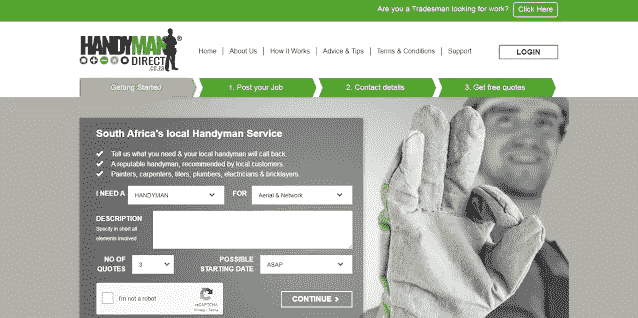 Are you a Tradesman looking for work? Click Here
HANDYMAN®
DIRECT
.co.za
Home | About Us | How it Works | Advice & Tips | Terms & Conditions | Support
LOGIN
Getting Started
1. Post your Job
2. Contact details
3. Get free quotes
South Africa's local Handyman Service
Tell us what you need & your local handyman will call back.
A reputable handyman, recommended by local customers.
Painters, carpenters, tilers, plumbers, electricians & bricklayers.
I NEED A HANDYMAN FOR Aerial & Network
DESCRIPTION
Specify in short all
elements involved
NO OF
QUOTES
3
POSSIBLE
STARTING DATE
ASAP
I'm not a robot
reCAPTCHA
Privacy - Terms
CONTINUE >